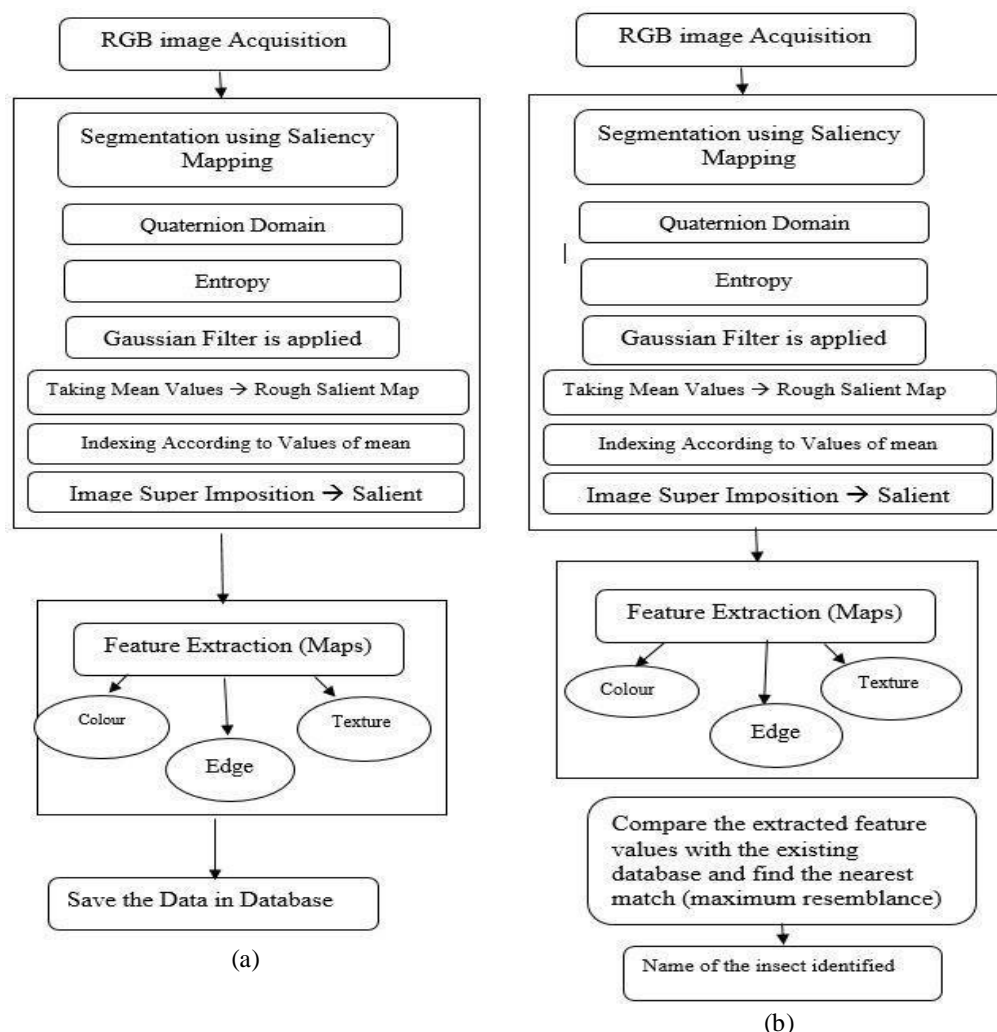 RGB image Acquisition
Segmentation using Saliency
Mapping
Quaternion Domain
Entropy
Gaussian Filter is applied
Taking Mean Values → Rough Salient Map
Indexing According to Values of mean
Image Super Imposition → Salient
Feature Extraction (Maps)
Colour
Edge
Texture
Save the Data in Database
(a)
RGB image Acquisition
Segmentation using Saliency
Mapping
Quaternion Domain
Entropy
Gaussian Filter is applied
Taking Mean Values → Rough Salient Map
Indexing According to Values of mean
Image Super Imposition → Salient
Feature Extraction (Maps)
Colour
Edge
Texture
Compare the extracted feature
values with the existing
database and find the nearest
match (maximum resemblance)
Name of the insect identified
(b)